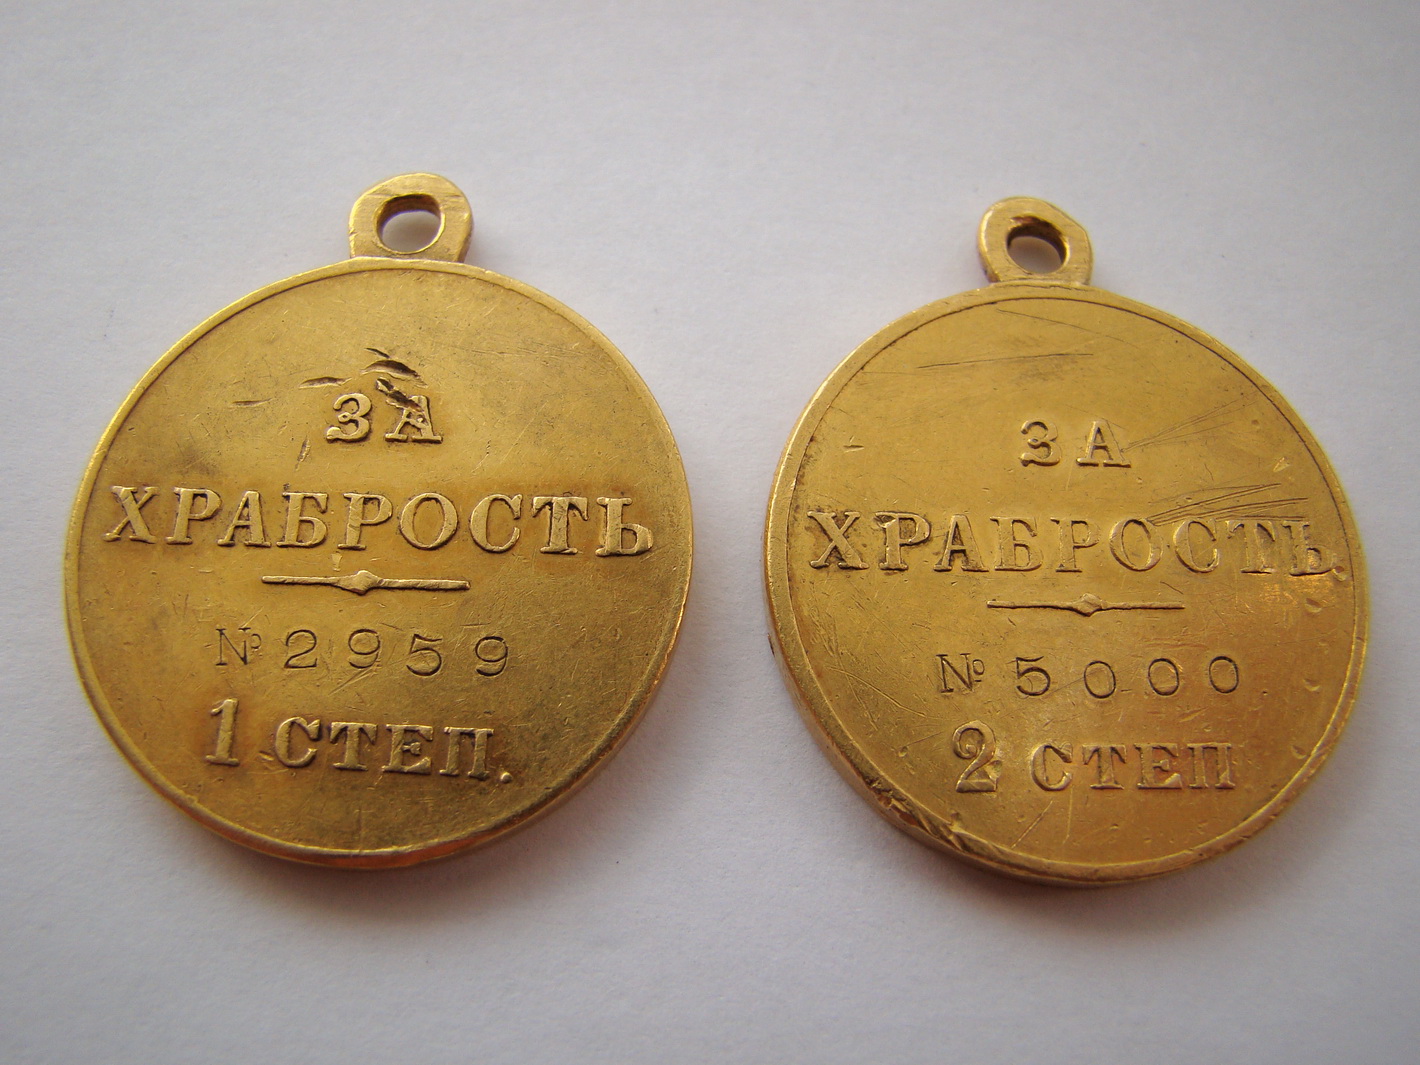 ЗА
ХРАБРОСТЬ
№ 2959
1 СТЕП.
ЗА
ХРАБРОСТЬ
№ 5000
2 СТЕП